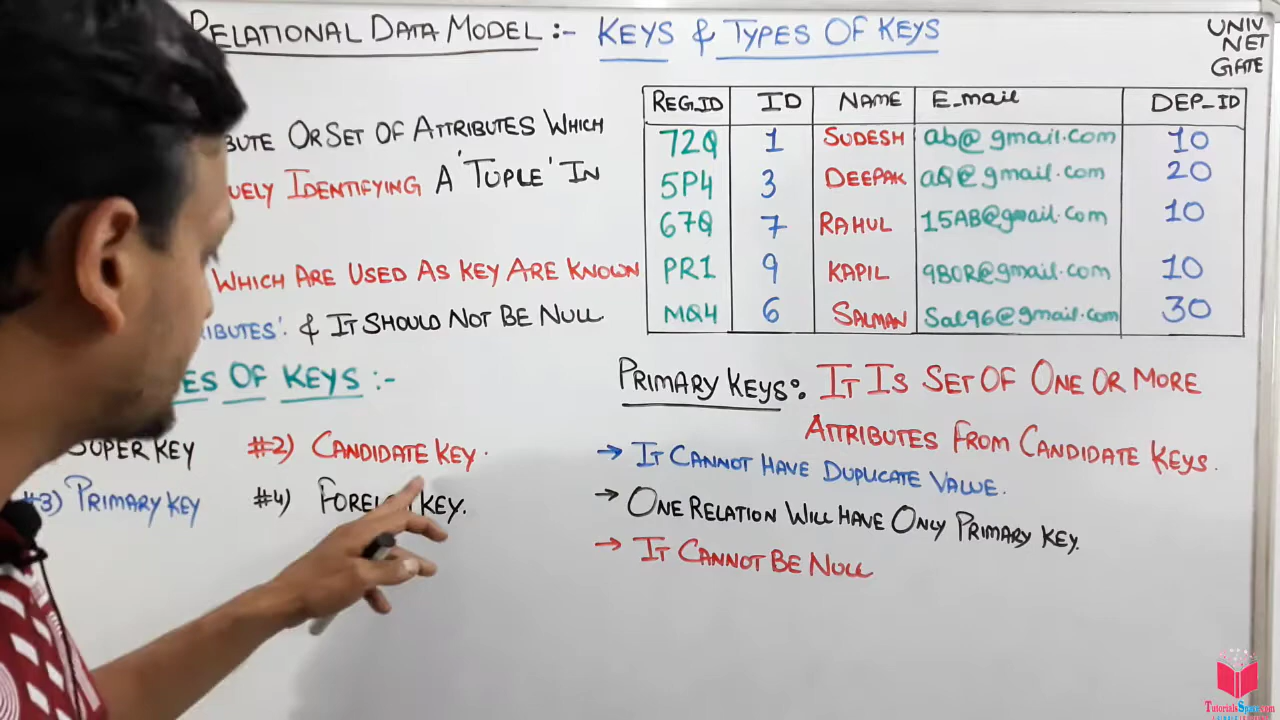 RELATIONAL DATA MODEL :- KEYS & TYPES OF KEYS
UNIV
NET
GATE
BUTE OR SET OF ATTRIBUTES WHICH
UELY IDENTIFYING A 'TUPLE' IN
WHICH ARE USED AS KEY ARE KNOWN
IBUTES'. & IT SHOULD NOT BE NULL
ES OF KEYS :-
SUPER KEY #2) CANDIDATE KEY.
#3) PRIMARY KEY #4) FOREI KEY.
REG_ID ID NAME E_mail DEP_ID
72Q 1 SUDESH ab@gmail.com 10
5P4 3 DEEPAK aQ@gmail.com 20
67Q 7 RAHUL 15AB@gmail.com 10
PR1 9 KAPIL 9BOR@gmail.com 10
MQ4 6 SALMAN Sal96@gmail.com 30
PRIMARY KEYS: IT IS SET OF ONE OR MORE
ATTRIBUTES FROM CANDIDATE KEYS.
→ IT CANNOT HAVE DUPLICATE VALUE.
→ ONE RELATION WILL HAVE ONLY PRIMARY KEY.
→ IT CANNOT BE NULL
TutorialsSpace.com